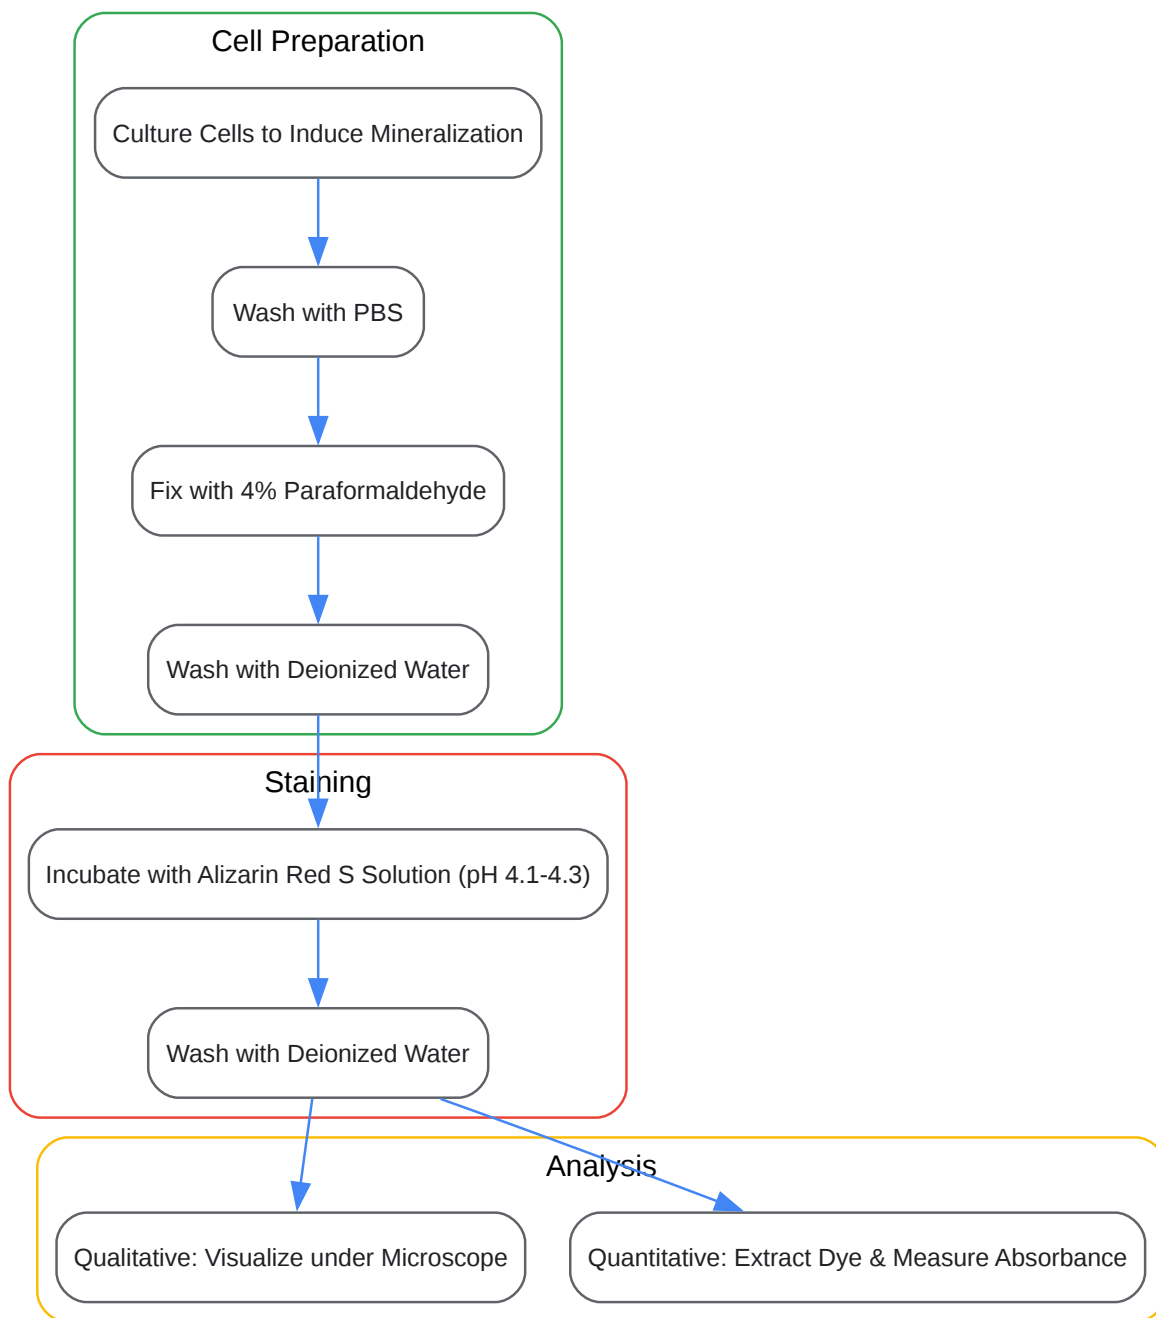 Cell Preparation
Culture Cells to Induce Mineralization
Wash with PBS
Fix with 4% Paraformaldehyde
Wash with Deionized Water
Staining
Incubate with Alizarin Red S Solution (pH 4.1-4.3)
Wash with Deionized Water
Analysis
Qualitative: Visualize under Microscope
Quantitative: Extract Dye & Measure Absorbance